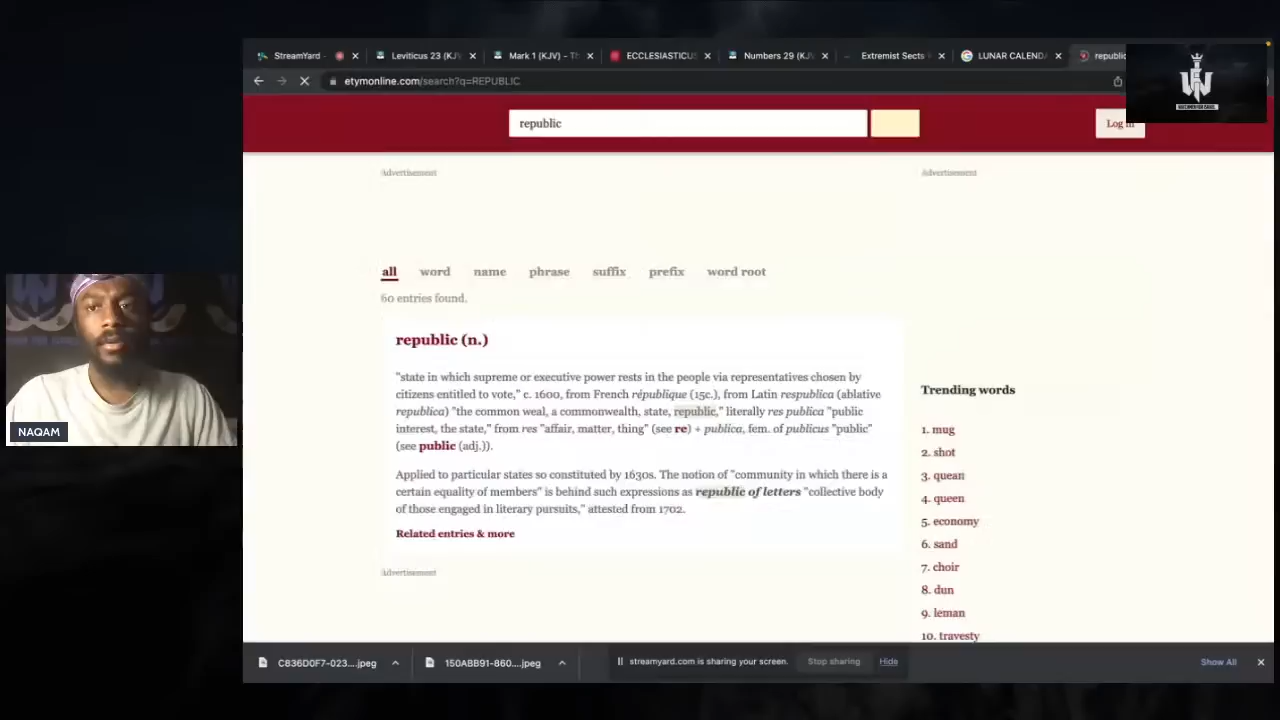 StreamYard
Leviticus 23 (KJV
Mark 1 (KJV) - Th
ECCLESIASTICUS
Numbers 29 (KJV
Extremist Sects
LUNAR CALENDA
republic
etymonline.com/search?q=REPUBLIC
republic
Log in
Advertisement
Advertisement
all word name phrase suffix prefix word root
60 entries found.
republic (n.)
"state in which supreme or executive power rests in the people via representatives chosen by
citizens entitled to vote," c. 1600, from French république (15c.), from Latin respublica (ablative
republica) "the common weal, a commonwealth, state, republic," literally res publica "public
interest, the state," from res "affair, matter, thing" (see re) + publica, fem. of publicus "public"
(see public (adj.)).
Applied to particular states so constituted by 1630s. The notion of "community in which there is a
certain equality of members" is behind such expressions as republic of letters "collective body
of those engaged in literary pursuits," attested from 1702.
Related entries & more
Advertisement
Trending words
1. mug
2. shot
3. quean
4. queen
5. economy
6. sand
7. choir
8. dun
9. leman
10. travesty
NAQAM
C836D0F7-023....jpeg
150ABB91-860....jpeg
streamyard.com is sharing your screen.
Stop sharing
Hide
Show All